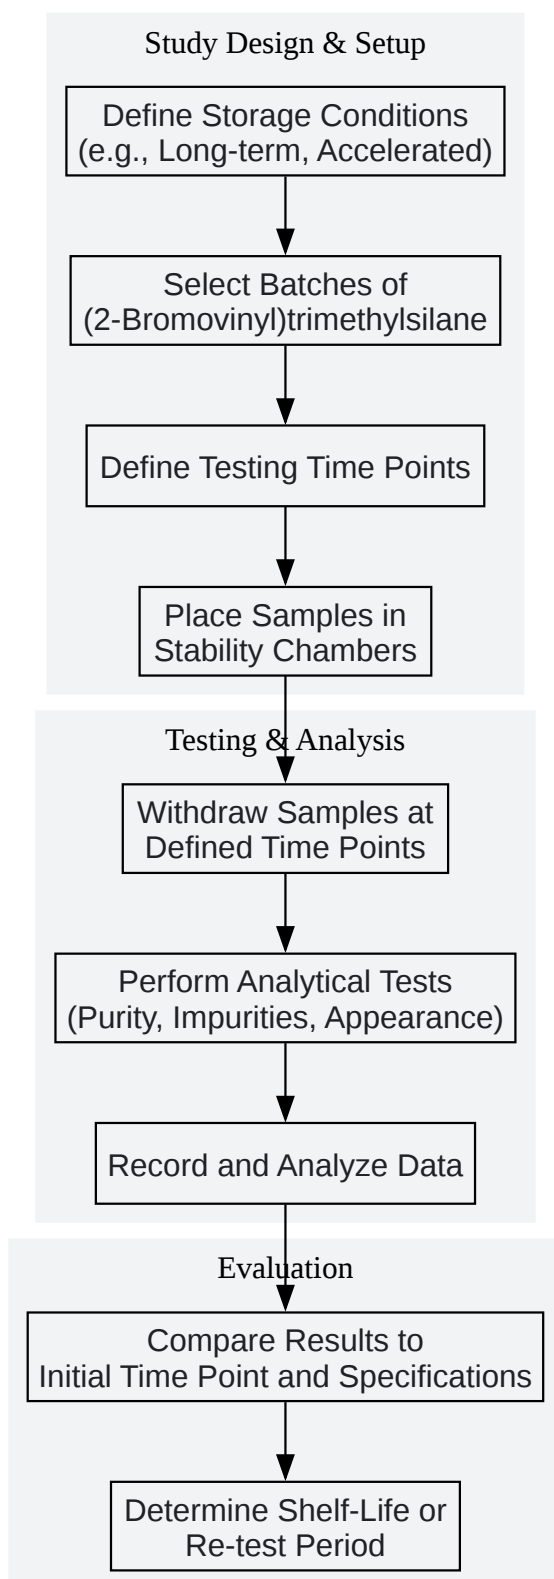 Study Design & Setup
Define Storage Conditions
(e.g., Long-term, Accelerated)
Select Batches of
(2-Bromovinyl)trimethylsilane
Define Testing Time Points
Place Samples in
Stability Chambers
Testing & Analysis
Withdraw Samples at
Defined Time Points
Perform Analytical Tests
(Purity, Impurities, Appearance)
Record and Analyze Data
Evaluation
Compare Results to
Initial Time Point and Specifications
Determine Shelf-Life or
Re-test Period